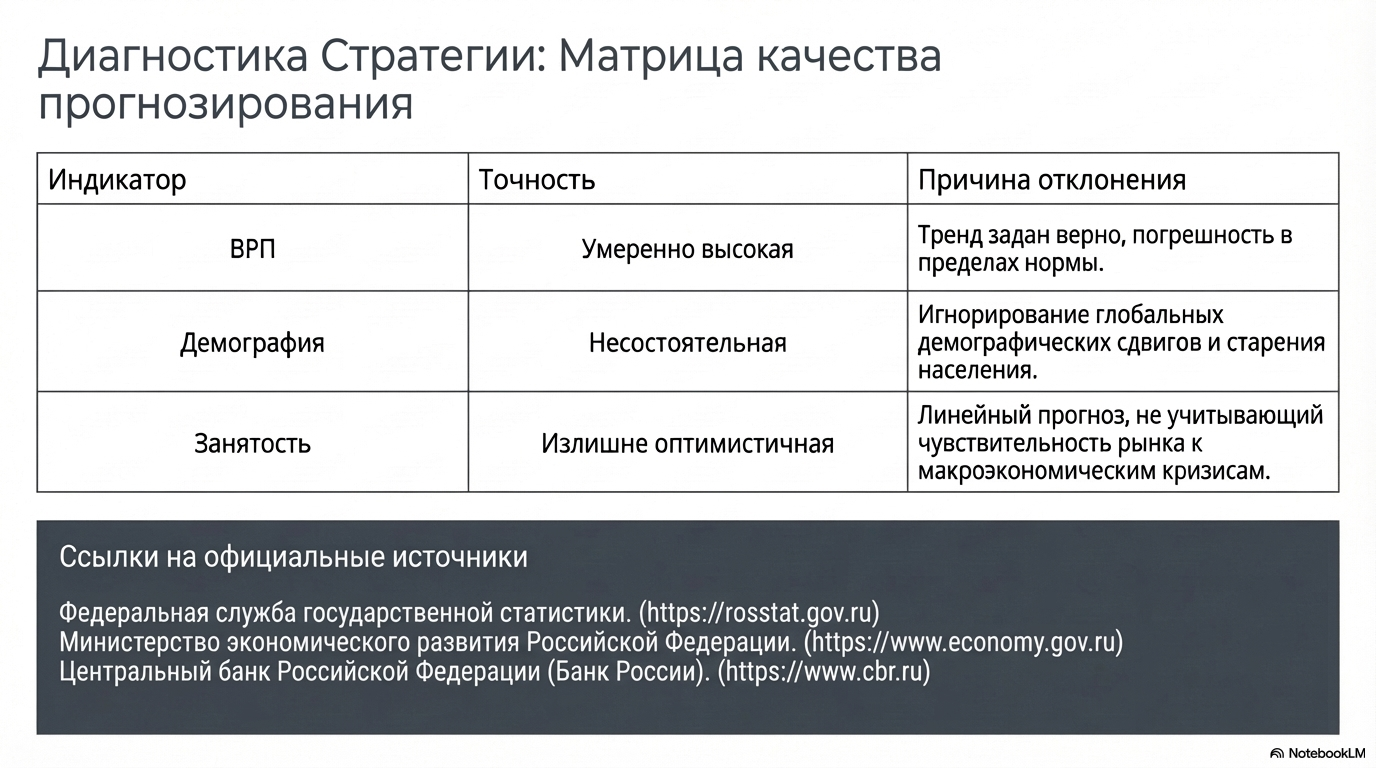 Диагностика Стратегии: Матрица качества
прогнозирования
Индикатор
Точность
Причина отклонения
ВРП
Умеренно высокая
Тренд задан верно, погрешность в
пределах нормы.
Демография
Несостоятельная
Игнорирование глобальных
демографических сдвигов и старения
населения.
Занятость
Излишне оптимистичная
Линейный прогноз, не учитывающий
чувствительность рынка к
макроэкономическим кризисам.
Ссылки на официальные источники
Федеральная служба государственной статистики. (https://rosstat.gov.ru)
Министерство экономического развития Российской Федерации. (https://www.economy.gov.ru)
Центральный банк Российской Федерации (Банк России). (https://www.cbr.ru)
NotebookLM